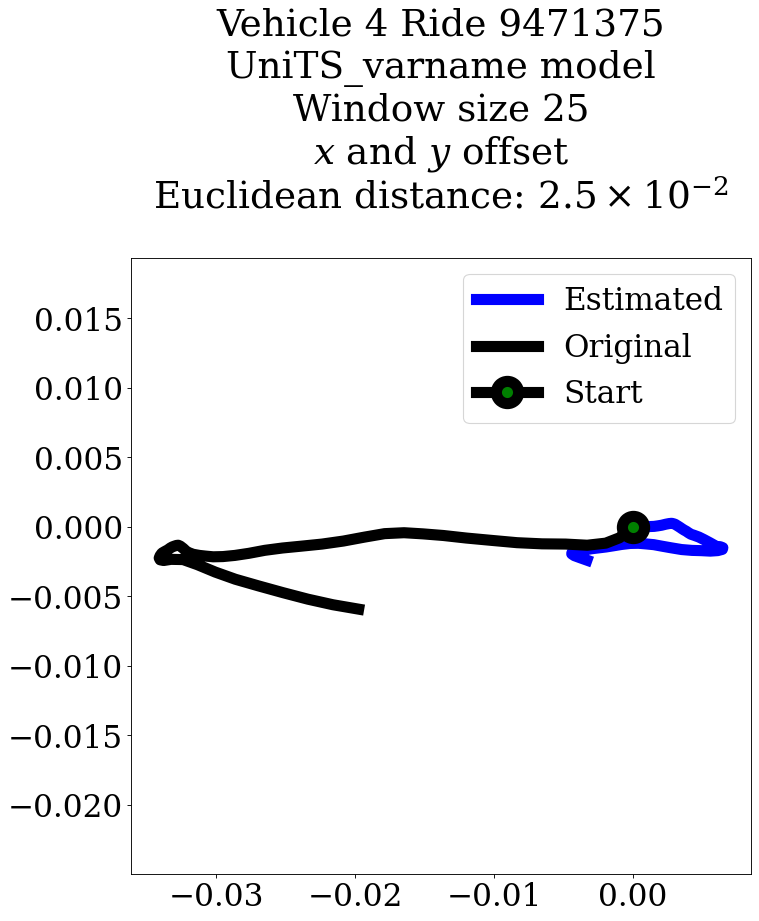 Vehicle 4 Ride 9471375
UniTS_varname model
Window size 25
x and y offset
Euclidean distance: 2.5 × 10⁻²
Estimated
Original
Start
0.015
0.010
0.005
0.000
−0.005
−0.010
−0.015
−0.020
−0.03 −0.02 −0.01 0.00